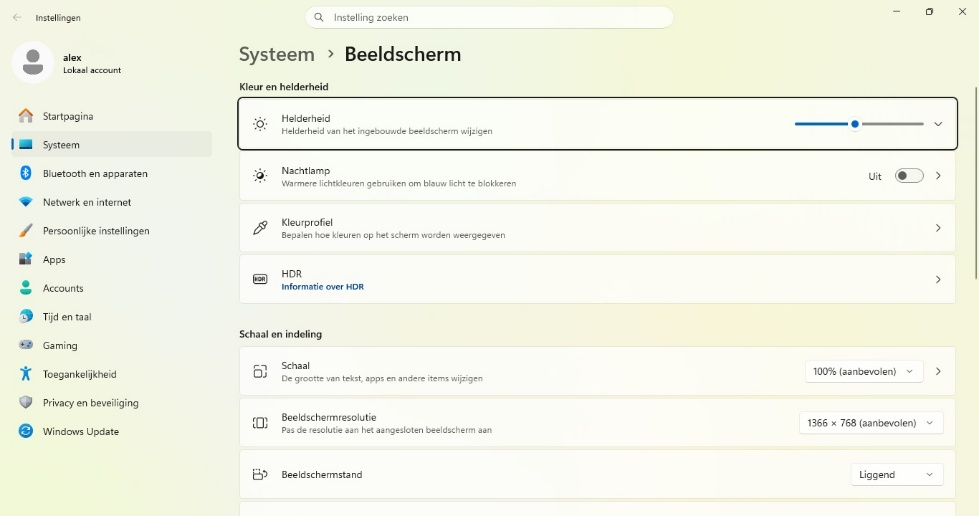 Instellingen
Instelling zoeken
alex
Lokaal account
Startpagina
Systeem
Bluetooth en apparaten
Netwerk en internet
Persoonlijke instellingen
Apps
Accounts
Tijd en taal
Gaming
Toegankelijkheid
Privacy en beveiliging
Windows Update
Systeem > Beeldscherm
Kleur en helderheid
Helderheid
Helderheid van het ingebouwde beeldscherm wijzigen
Nachtlamp
Warmere lichtkleuren gebruiken om blauw licht te blokkeren
Uit
Kleurprofiel
Bepalen hoe kleuren op het scherm worden weergegeven
HDR
HDR
Informatie over HDR
Schaal en indeling
Schaal
De grootte van tekst, apps en andere items wijzigen
100% (aanbevolen)
Beeldschermresolutie
Pas de resolutie aan het aangesloten beeldscherm aan
1366 × 768 (aanbevolen)
Beeldschermstand
Liggend